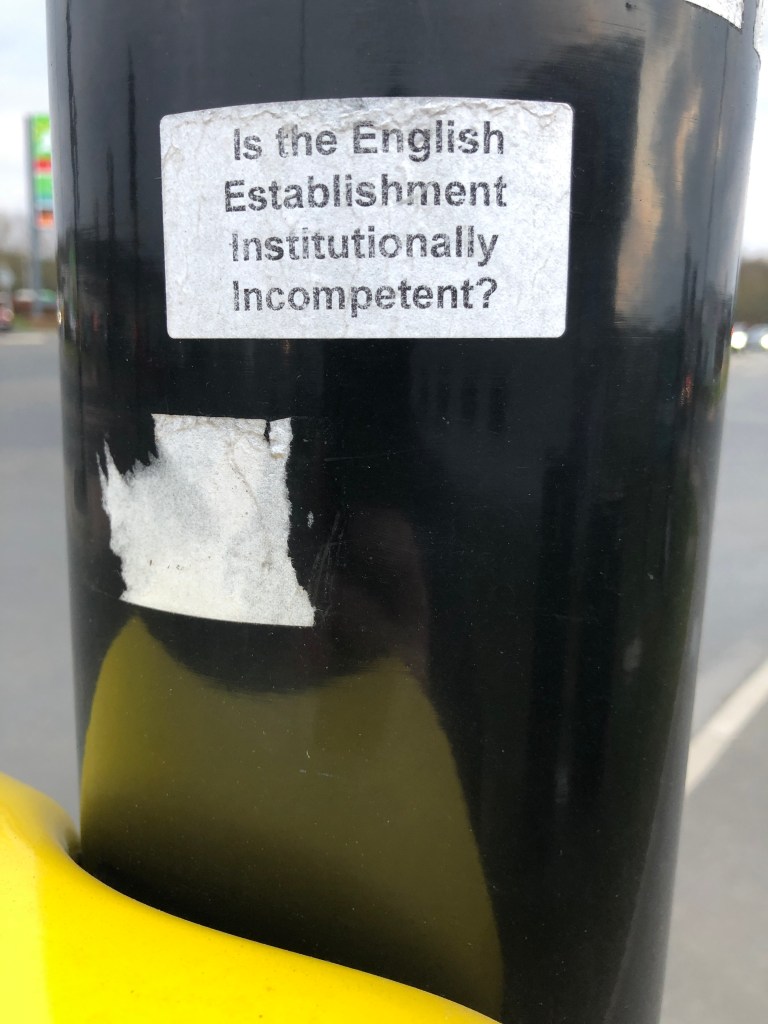 Is the English
Establishment
Institutionally
Incompetent?